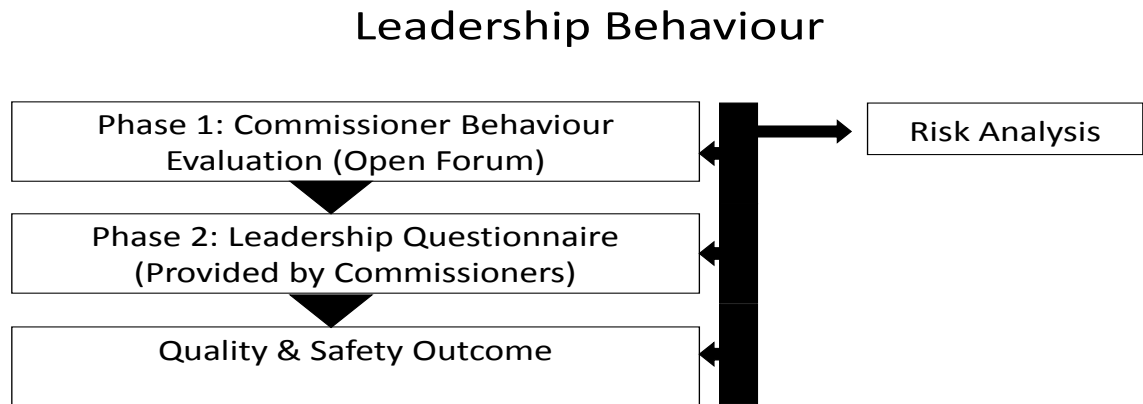 Leadership Behaviour
Phase 1: Commissioner Behaviour
Evaluation (Open Forum)
Risk Analysis
Phase 2: Leadership Questionnaire
(Provided by Commissioners)
Quality & Safety Outcome